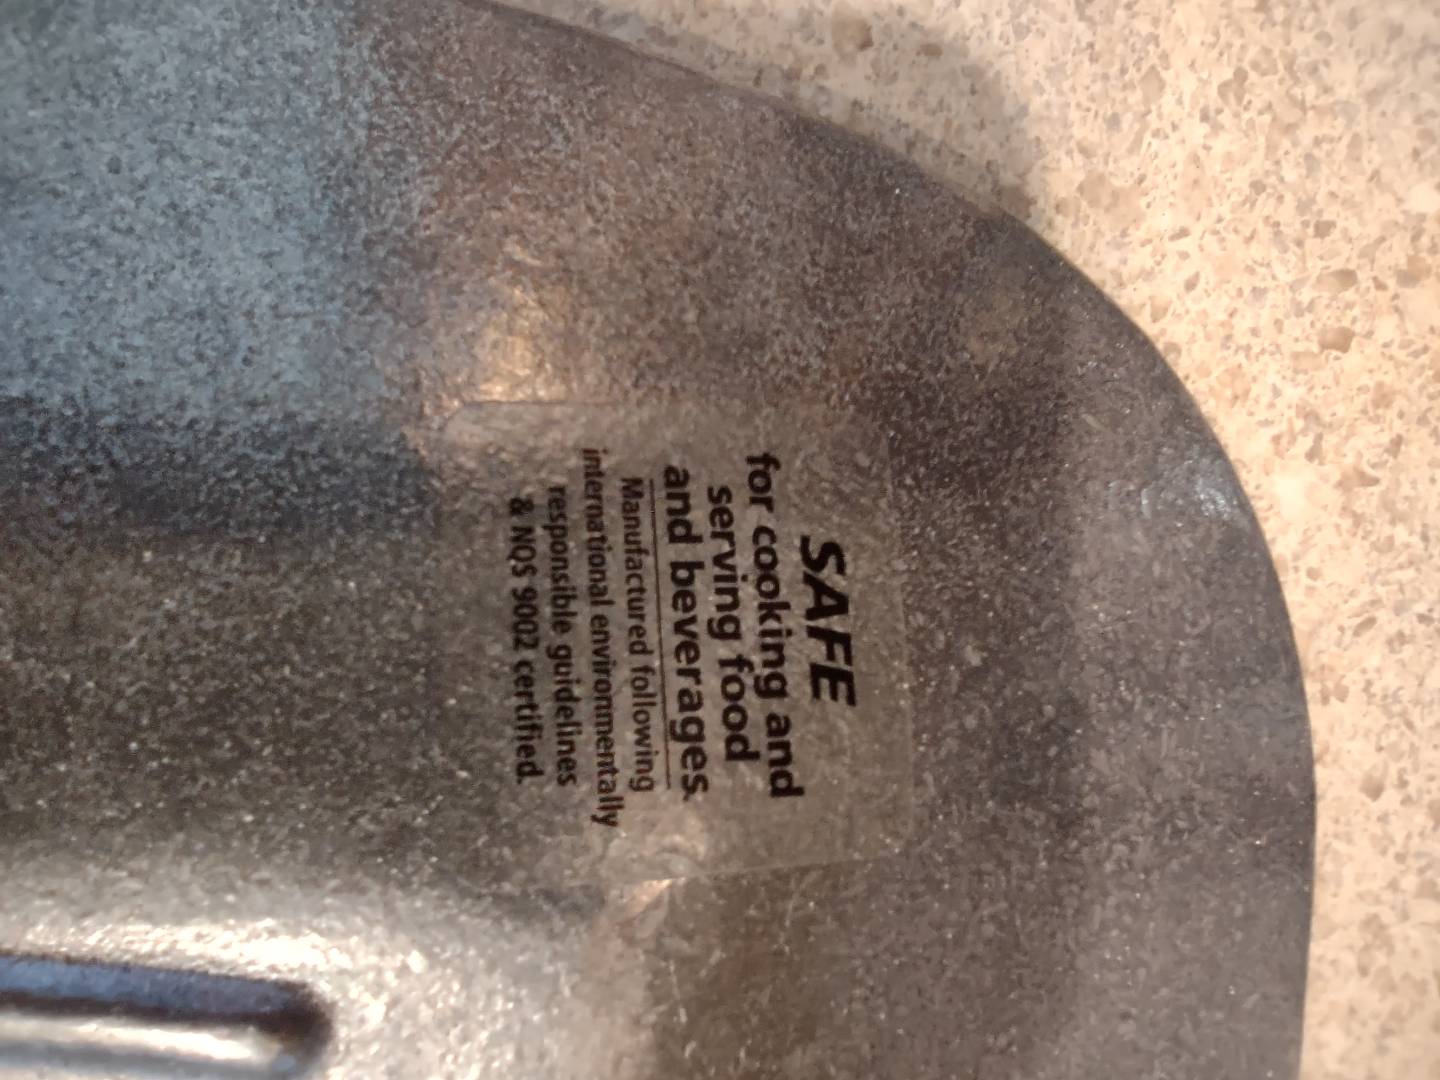 SAFE
for cooking and
serving food
and beverages.
Manufactured following
international environmentally
responsible guidelines
& NQS 9002 certified.